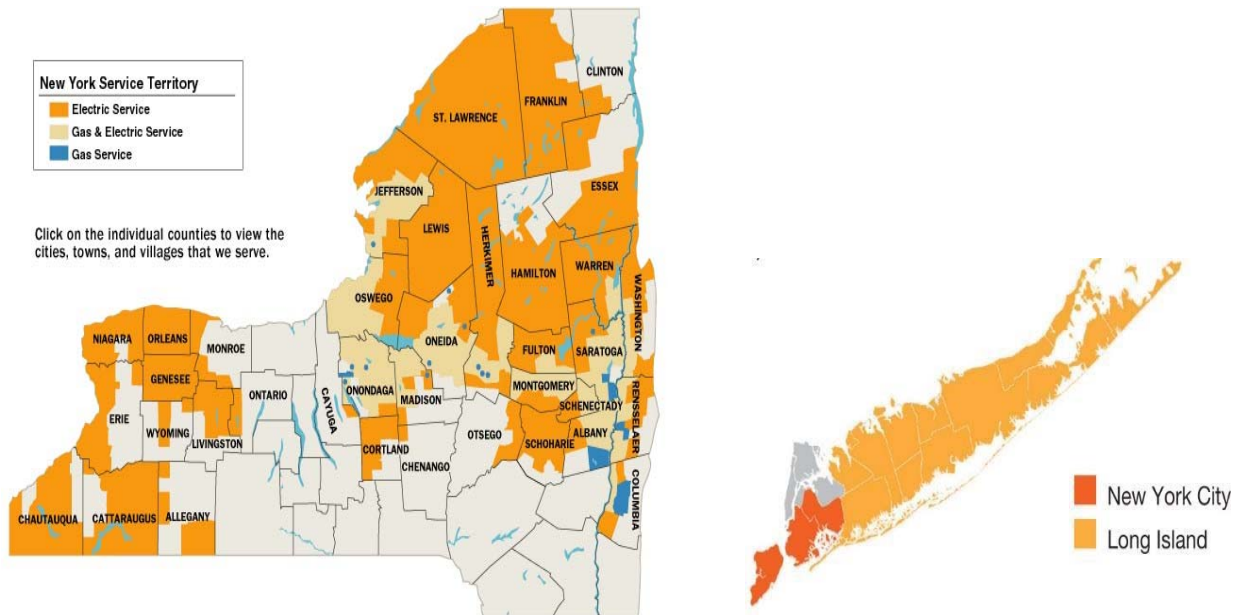 New York Service Territory
Electric Service
Gas & Electric Service
Gas Service
Click on the individual counties to view the
cities, towns, and villages that we serve.
CLINTON
FRANKLIN
ST. LAWRENCE
JEFFERSON
ESSEX
LEWIS
HERKIMER
HAMILTON
WARREN
WASHINGTON
OSWEGO
NIAGARA
ORLEANS
MONROE
ONEIDA
FULTON
SARATOGA
GENESEE
ONTARIO
CAYUGA
ONONDAGA
MADISON
MONTGOMERY
SCHENECTADY
RENSSELAER
ERIE
WYOMING
LIVINGSTON
CORTLAND
CHENANGO
OTSEGO
SCHOHARIE
ALBANY
COLUMBIA
CHAUTAUQUA
CATTARAUGUS
ALLEGANY
New York City
Long Island